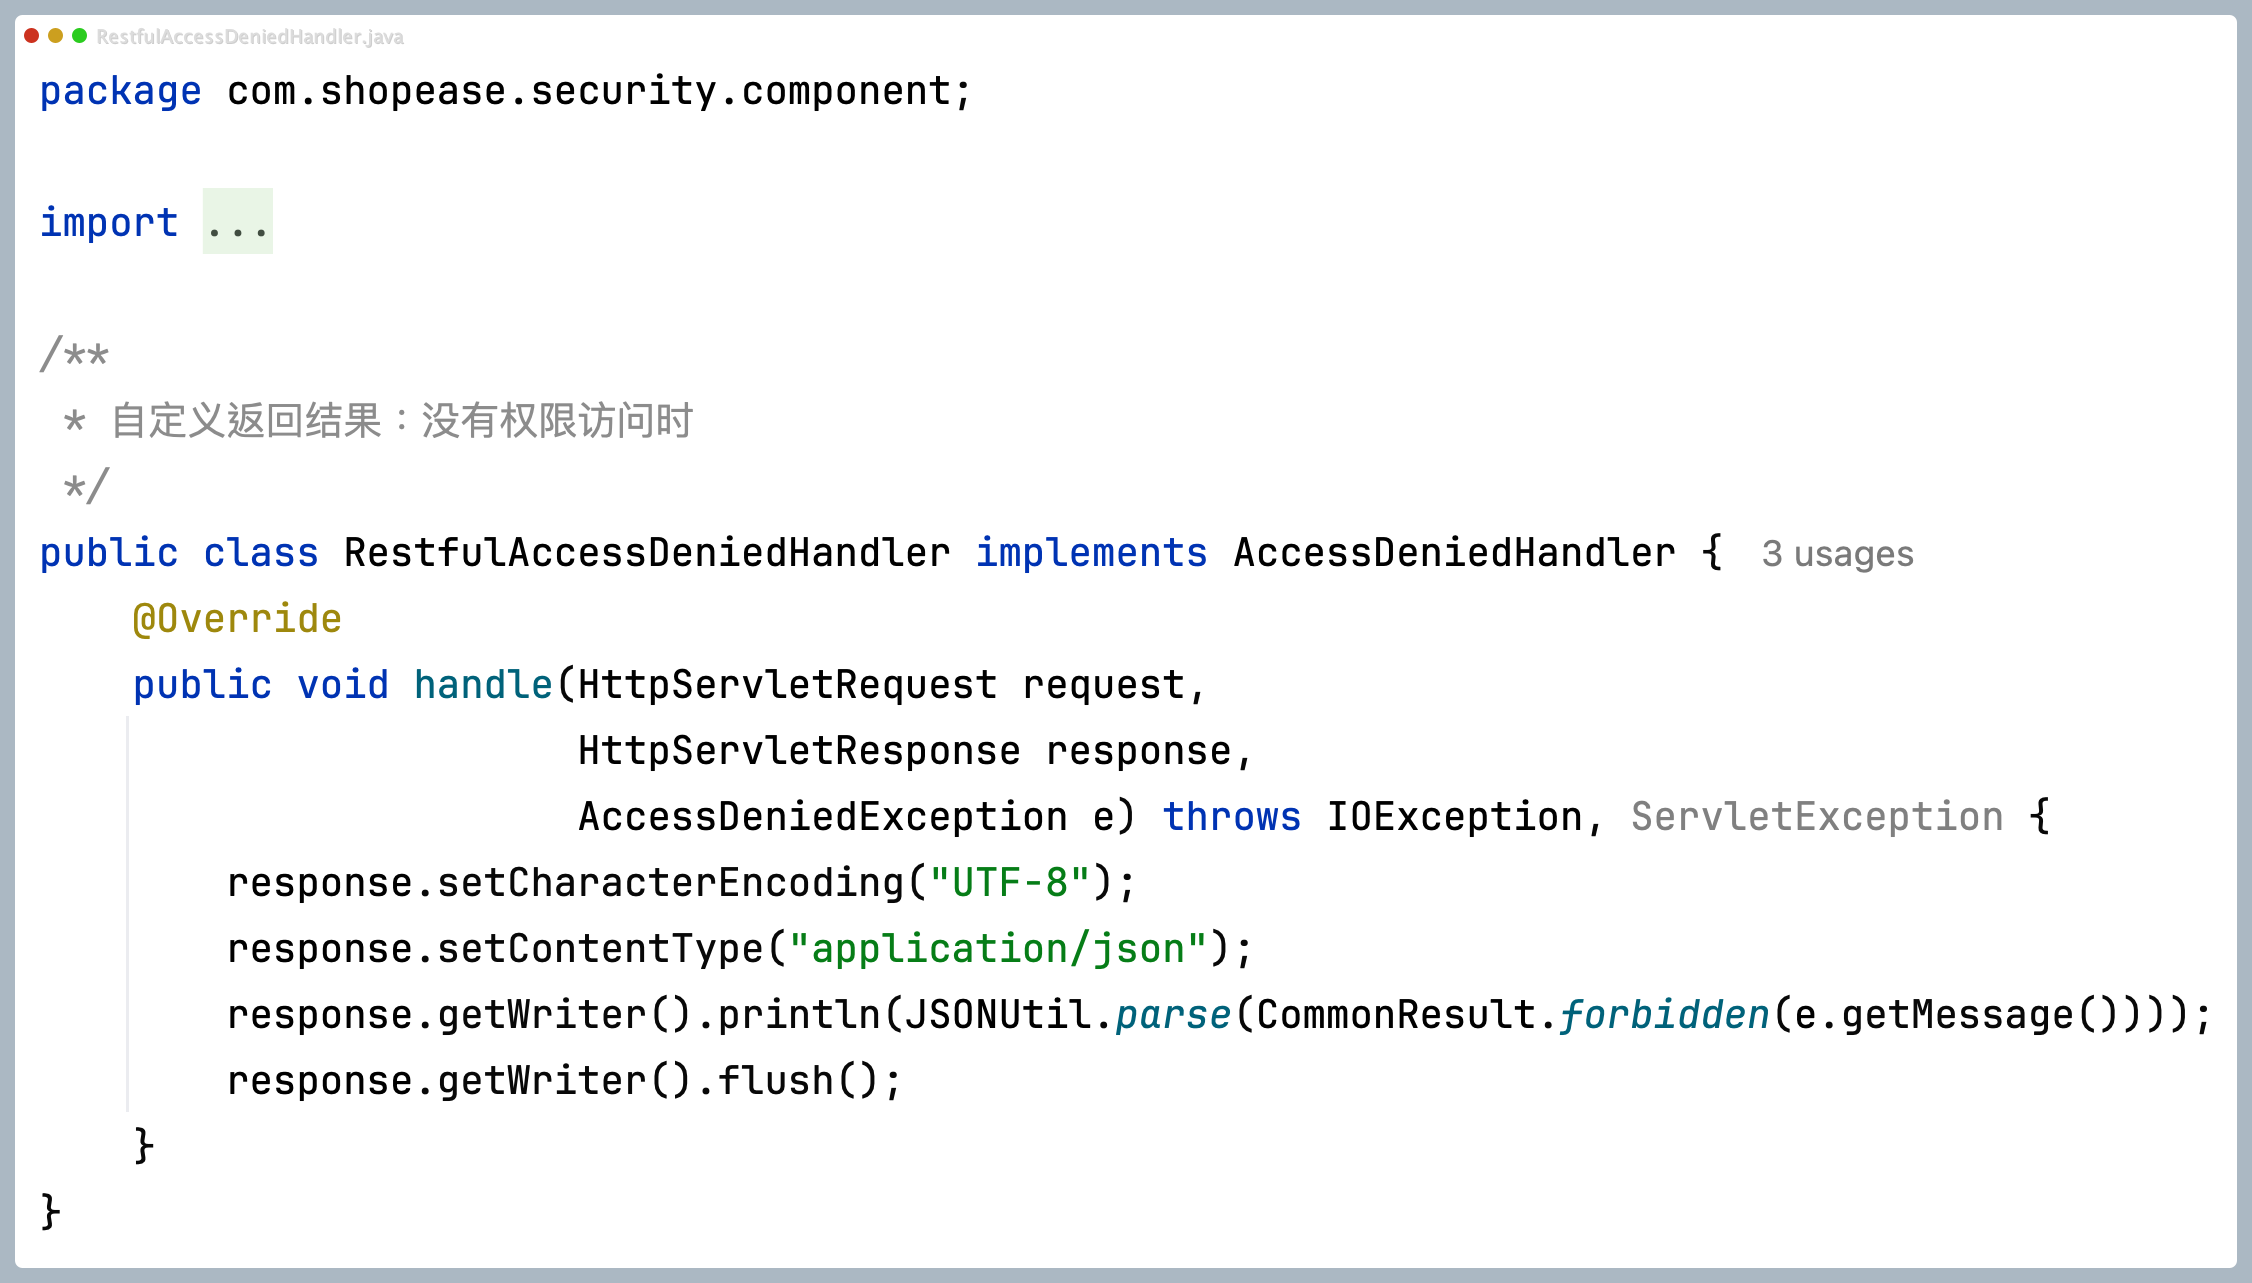 RestfulAccessDeniedHandler.java
package com.shopease.security.component;
import ...
/**
 * 自定义返回结果：没有权限访问时
 */
public class RestfulAccessDeniedHandler implements AccessDeniedHandler { 3 usages
    @Override
    public void handle(HttpServletRequest request,
                       HttpServletResponse response,
                       AccessDeniedException e) throws IOException, ServletException {
        response.setCharacterEncoding("UTF-8");
        response.setContentType("application/json");
        response.getWriter().println(JSONUtil.parse(CommonResult.forbidden(e.getMessage())));
        response.getWriter().flush();
    }
}